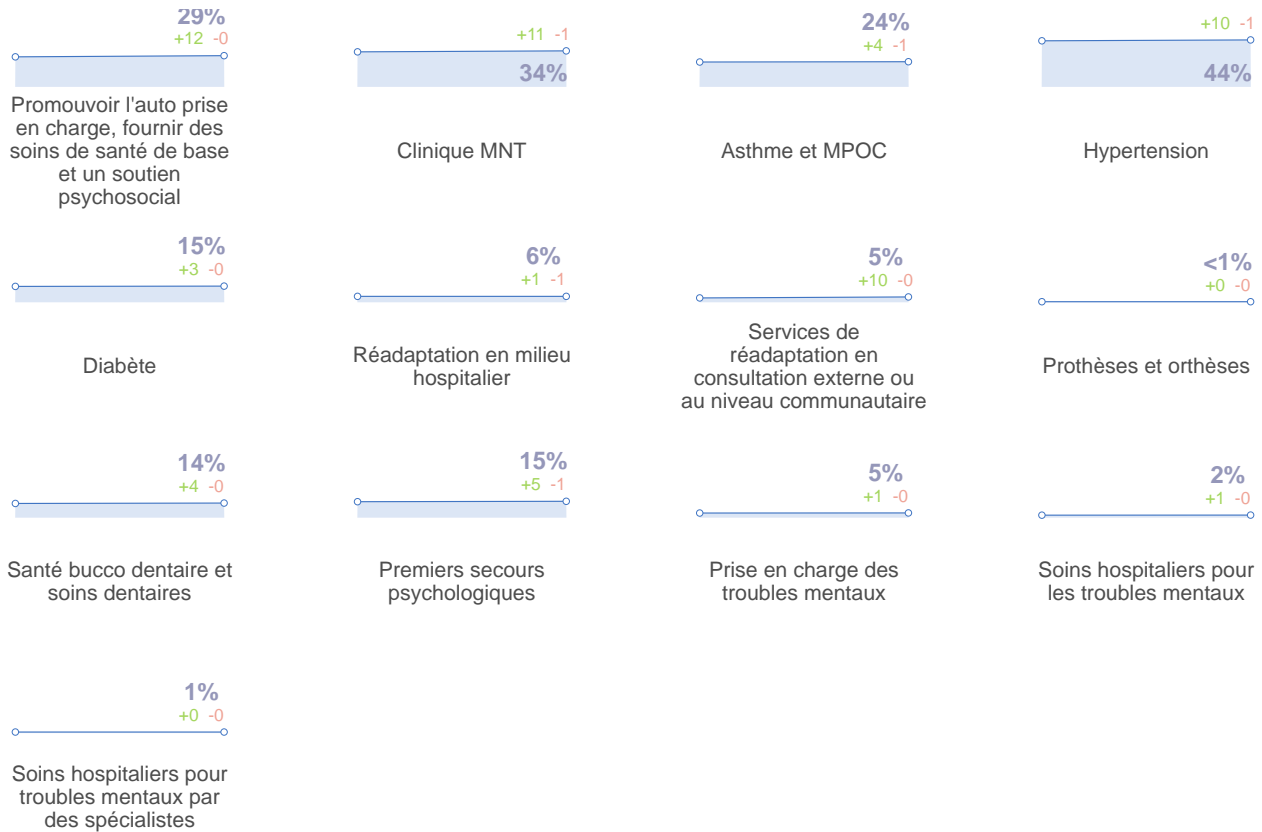 29%
+12 -0
Promouvoir l'auto prise
en charge, fournir des
soins de santé de base
et un soutien
psychosocial
+11 -1
34%
Clinique MNT
24%
+4 -1
Asthme et MPOC
+10 -1
44%
Hypertension
15%
+3 -0
Diabète
6%
+1 -1
Réadaptation en milieu
hospitalier
5%
+10 -0
Services de
réadaptation en
consultation externe ou
au niveau communautaire
<1%
+0 -0
Prothèses et orthèses
14%
+4 -0
Santé bucco dentaire et
soins dentaires
15%
+5 -1
Premiers secours
psychologiques
5%
+1 -0
Prise en charge des
troubles mentaux
2%
+1 -0
Soins hospitaliers pour
les troubles mentaux
1%
+0 -0
Soins hospitaliers pour
troubles mentaux par
des spécialistes